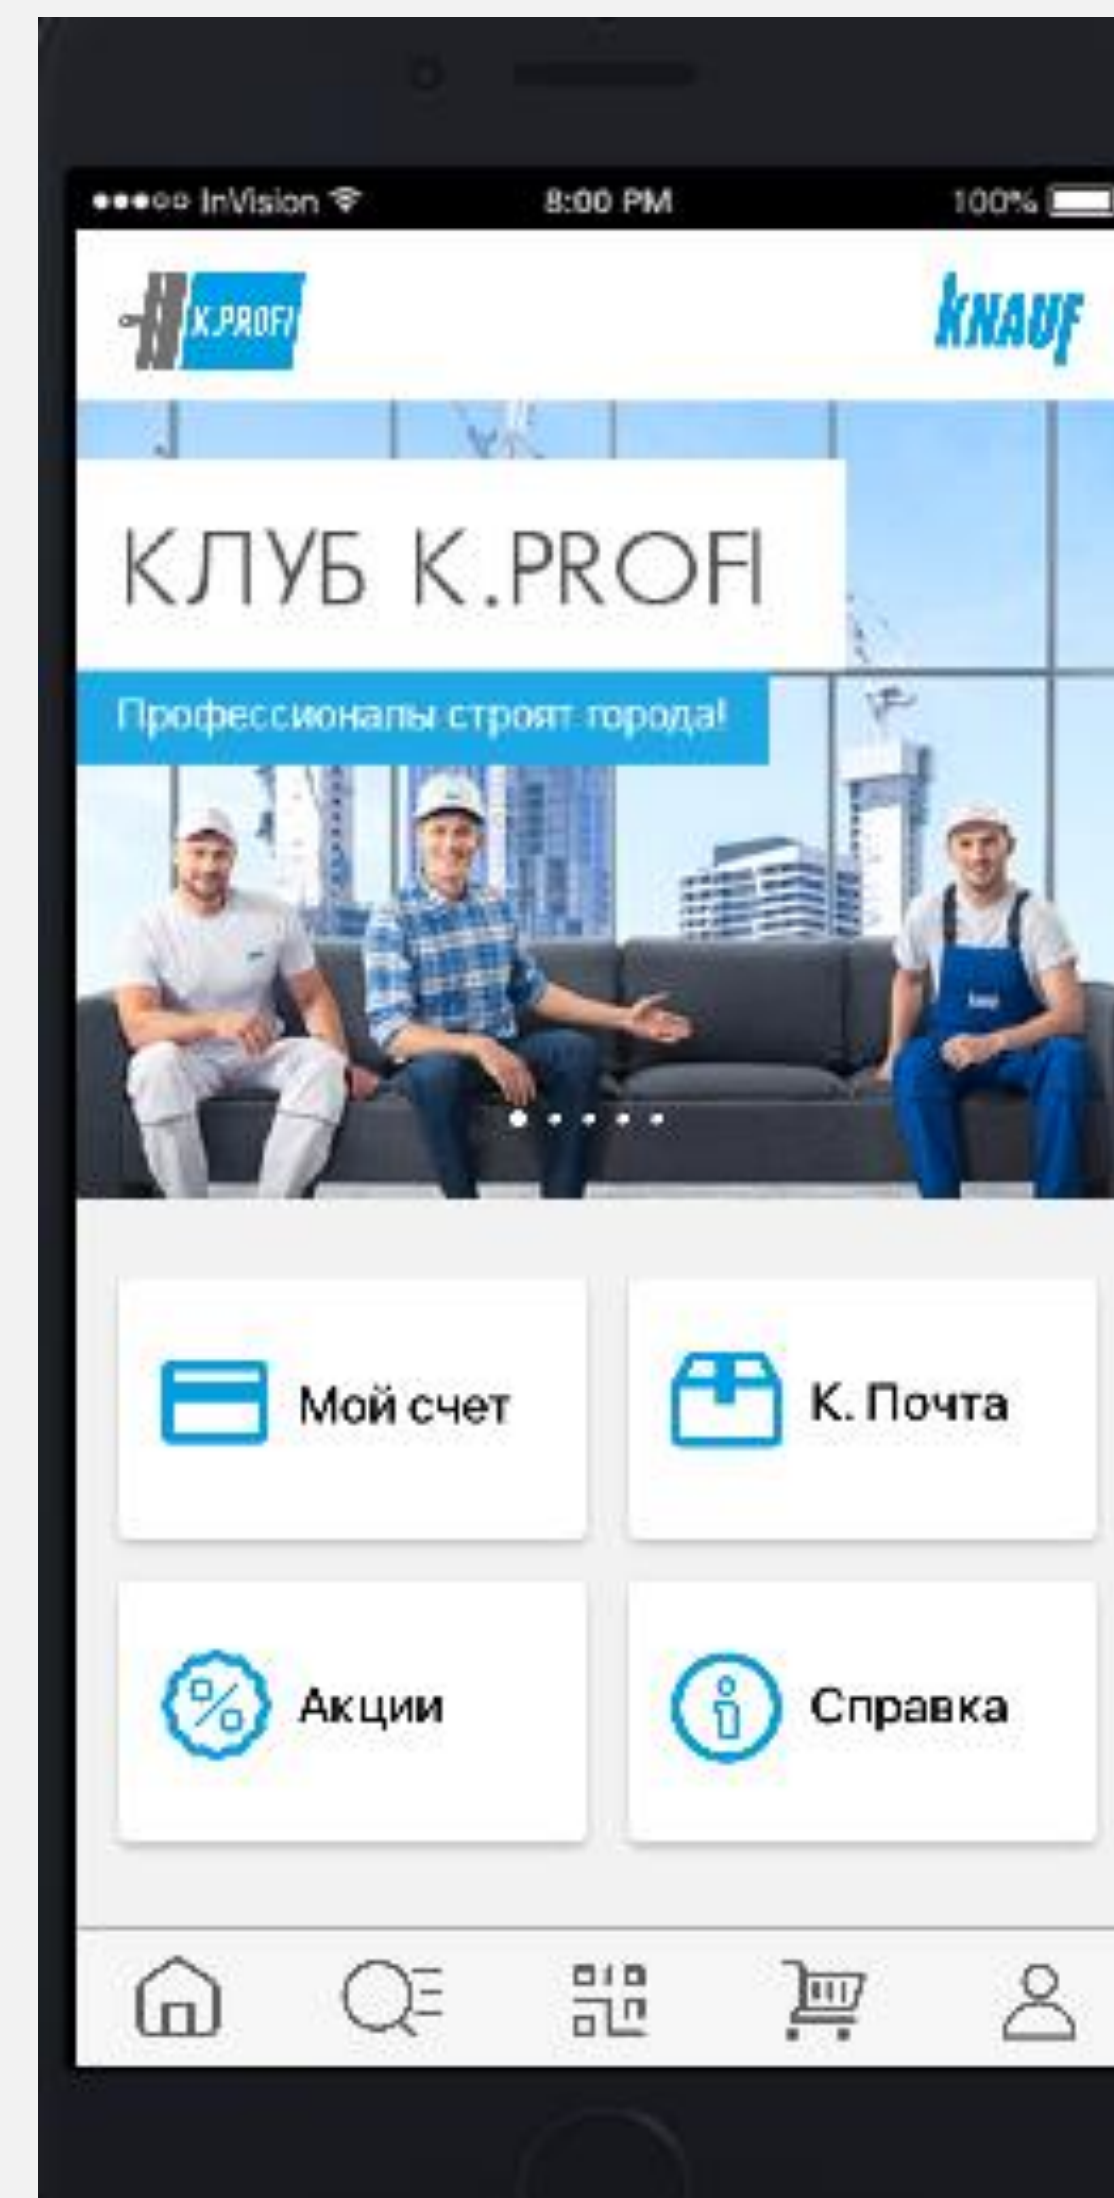 InVision 8:00 PM 100%
K.PROFI KNAUF
КЛУБ K.PROFI
Профессионалы строят города!
Мой счет
К. Почта
Акции
Справка